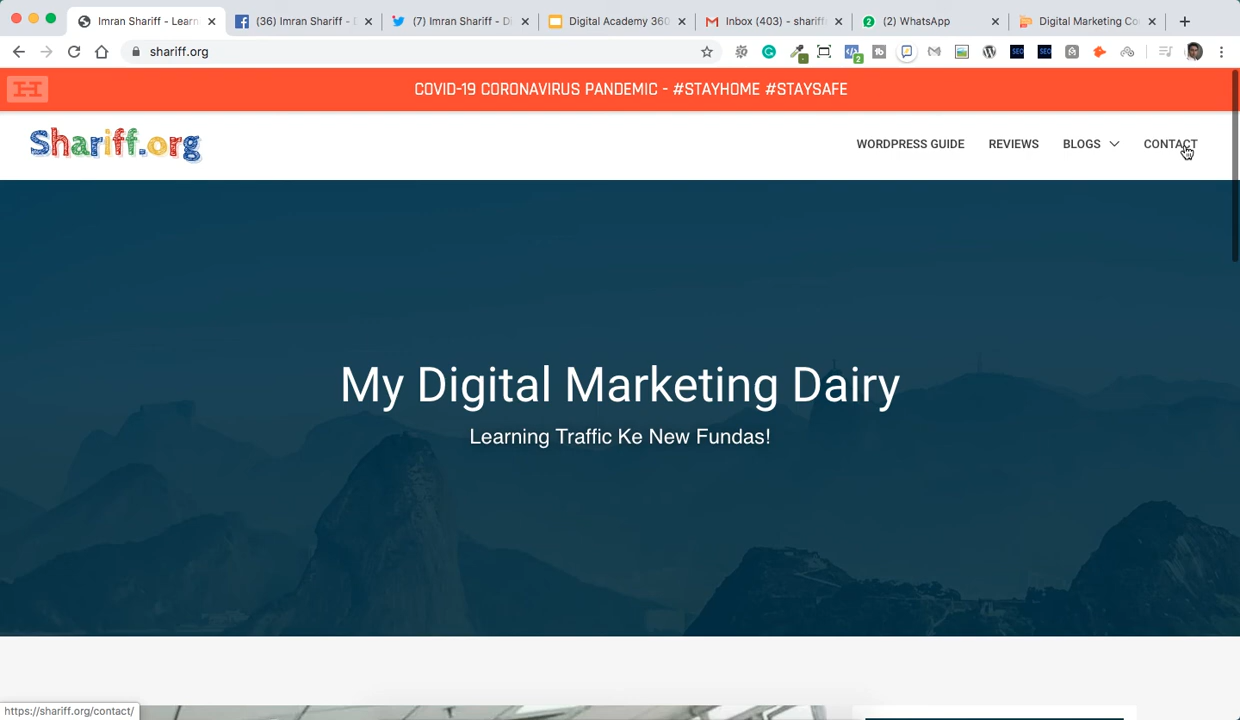 Imran Shariff - Learn
(36) Imran Shariff -
(7) Imran Shariff - Di
Digital Academy 360
Inbox (403) - shariff
(2) WhatsApp
Digital Marketing Co
shariff.org
COVID-19 CORONAVIRUS PANDEMIC - #STAYHOME #STAYSAFE
Shariff.org
WORDPRESS GUIDE
REVIEWS
BLOGS
CONTACT
My Digital Marketing Dairy
Learning Traffic Ke New Fundas!
https://shariff.org/contact/